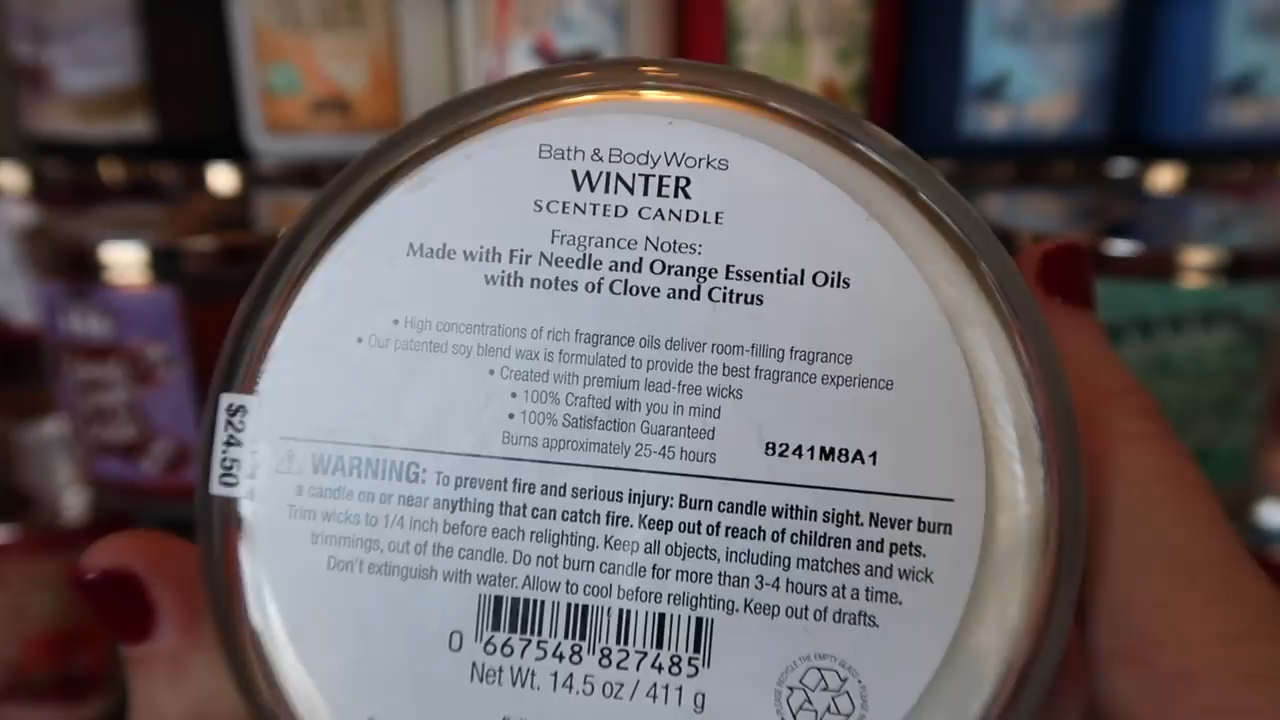 Bath & Body Works
WINTER
SCENTED CANDLE
Fragrance Notes:
Made with Fir Needle and Orange Essential Oils
with notes of Clove and Citrus
• High concentrations of rich fragrance oils deliver room-filling fragrance
• Our patented soy blend wax is formulated to provide the best fragrance experience
• Created with premium lead-free wicks
• 100% Crafted with you in mind
• 100% Satisfaction Guaranteed
Burns approximately 25-45 hours
8241M8A1
$24.50
WARNING: To prevent fire and serious injury: Burn candle within sight. Never burn
a candle on or near anything that can catch fire. Keep out of reach of children and pets.
Trim wicks to 1/4 inch before each relighting. Keep all objects, including matches and wick
trimmings, out of the candle. Do not burn candle for more than 3-4 hours at a time.
Don't extinguish with water. Allow to cool before relighting. Keep out of drafts.
0 667548 827485
Net Wt. 14.5 oz / 411 g
PLEASE RECYCLE THE EMPTY GLASS •